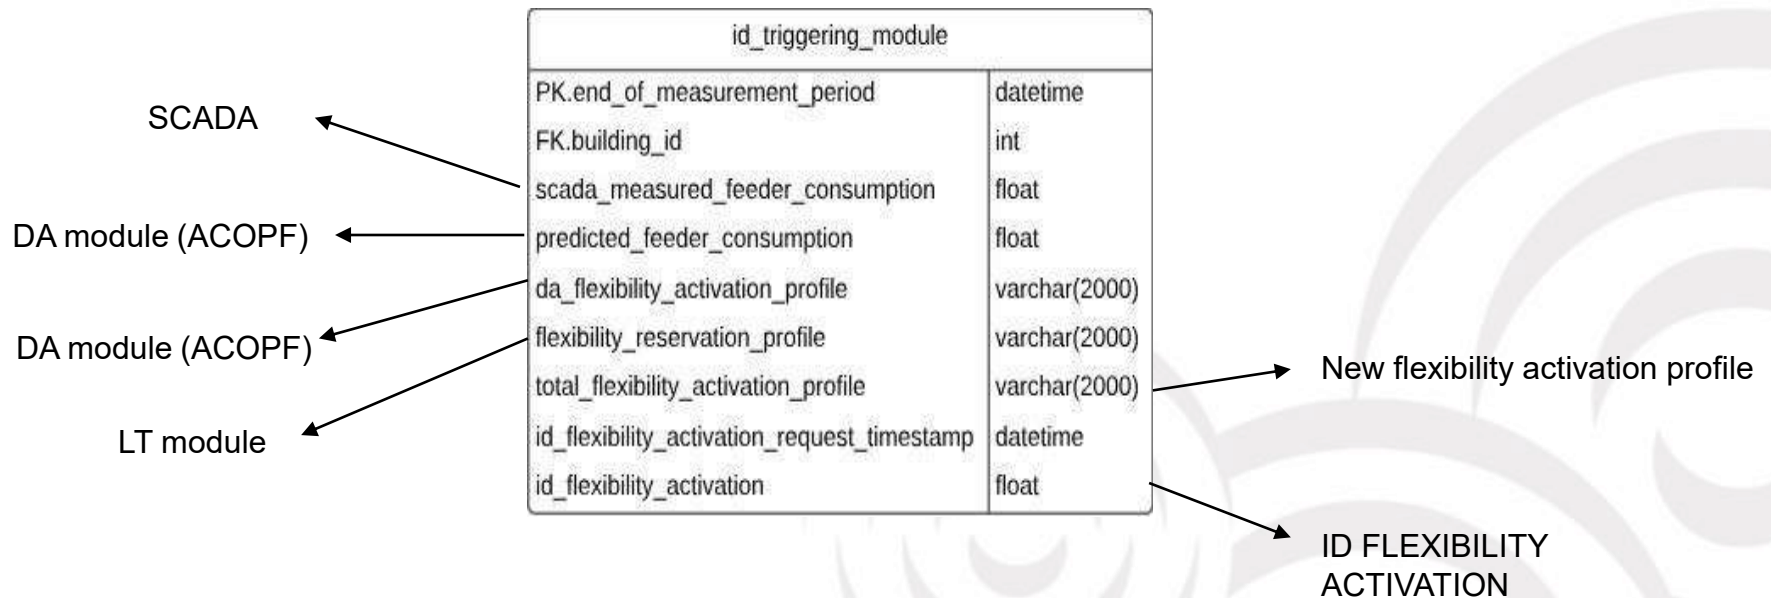 id_triggering_module
PK.end_of_measurement_period datetime
SCADA
FK.building_id int
scada_measured_feeder_consumption float
DA module (ACOPF)
predicted_feeder_consumption float
da_flexibility_activation_profile varchar(2000)
DA module (ACOPF)
flexibility_reservation_profile varchar(2000)
New flexibility activation profile
total_flexibility_activation_profile varchar(2000)
LT module
id_flexibility_activation_request_timestamp datetime
id_flexibility_activation float
ID FLEXIBILITY
ACTIVATION